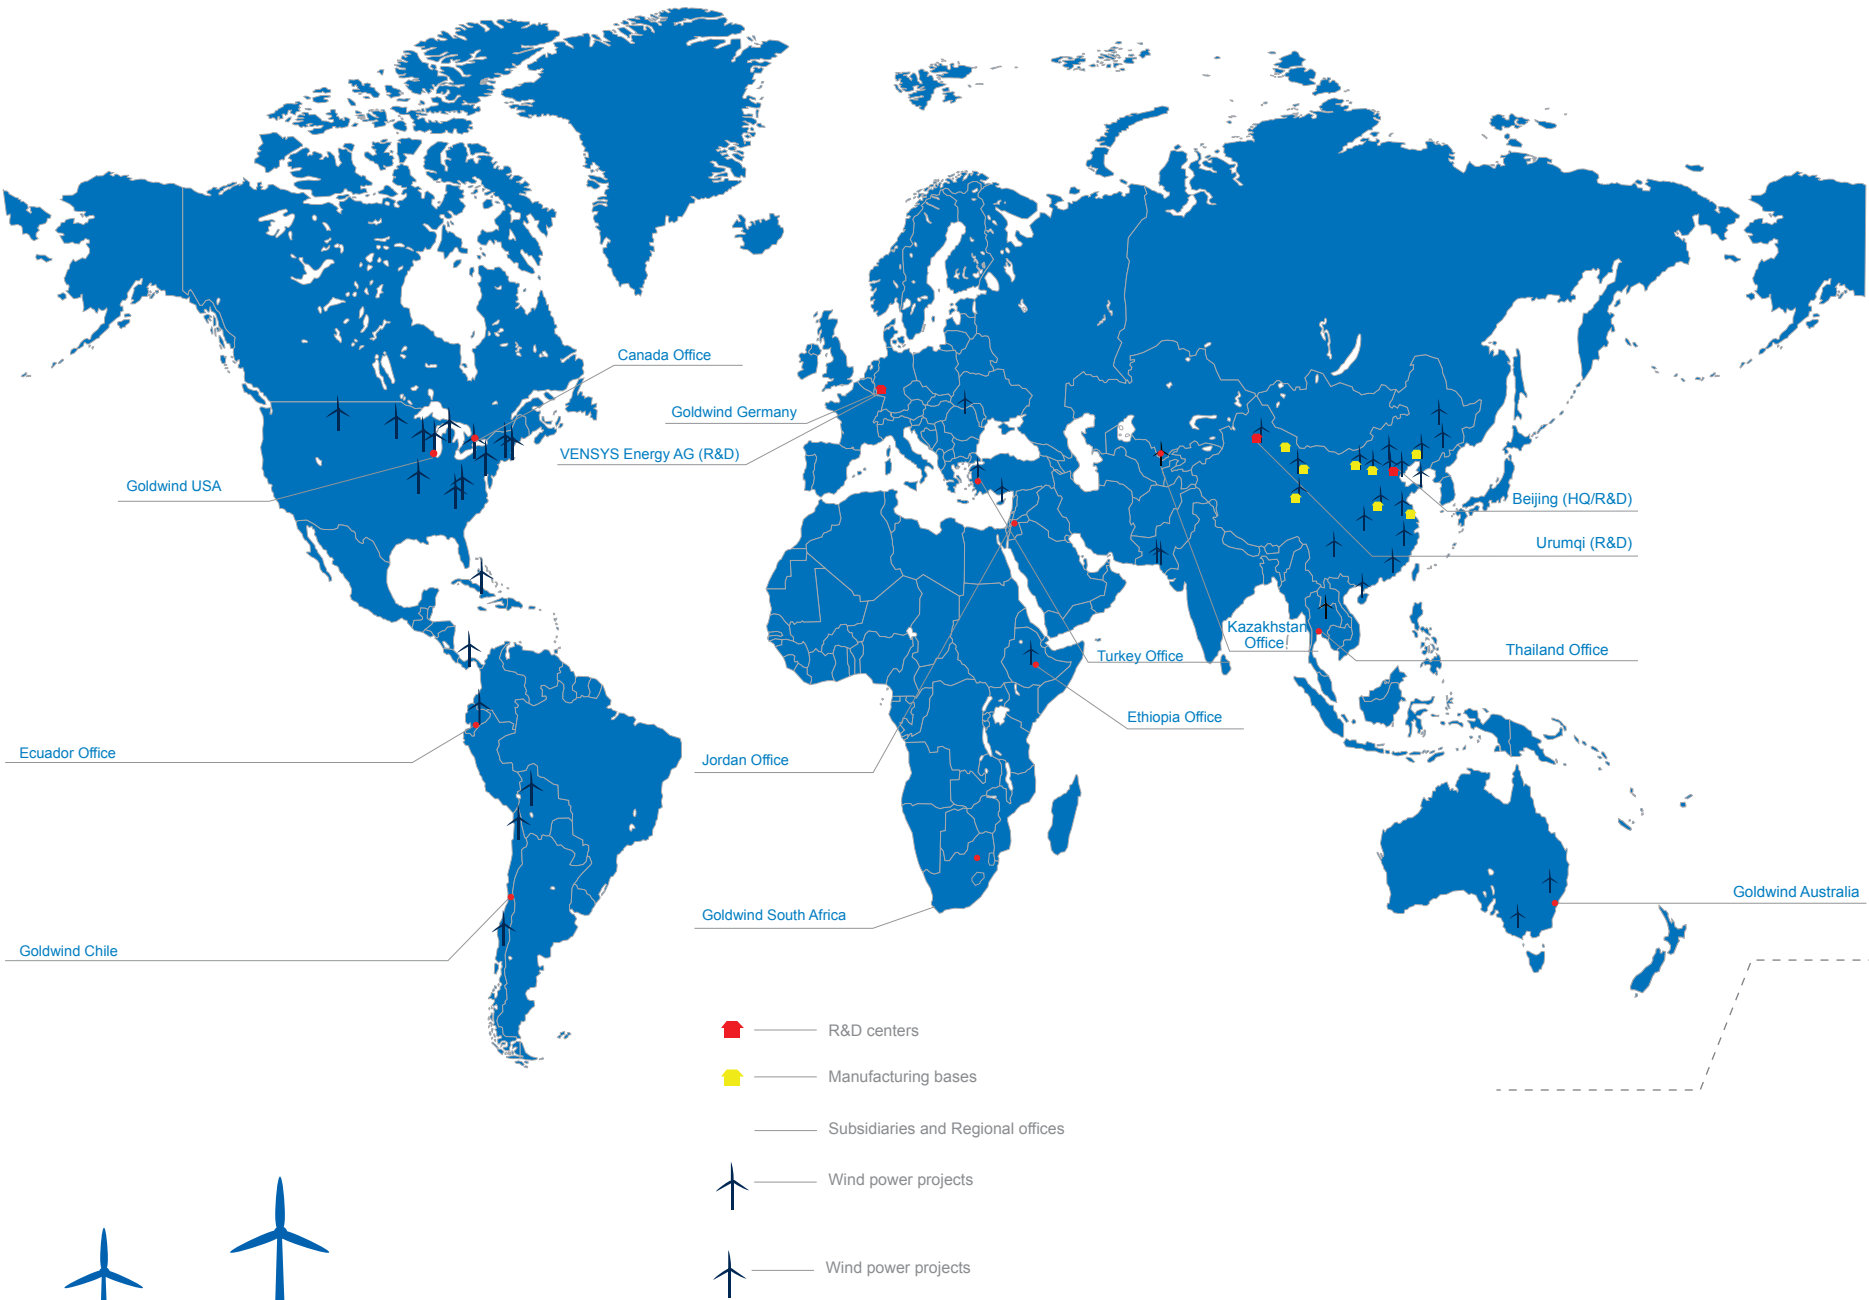 Canada Office
Goldwind Germany
VENSYS Energy AG (R&D)
Goldwind USA
Beijing (HQ/R&D)
Urumqi (R&D)
Kazakhstan
Office
Turkey Office
Thailand Office
Ethiopia Office
Ecuador Office
Jordan Office
Goldwind Australia
Goldwind South Africa
Goldwind Chile
R&D centers
Manufacturing bases
Subsidiaries and Regional offices
Wind power projects
Wind power projects